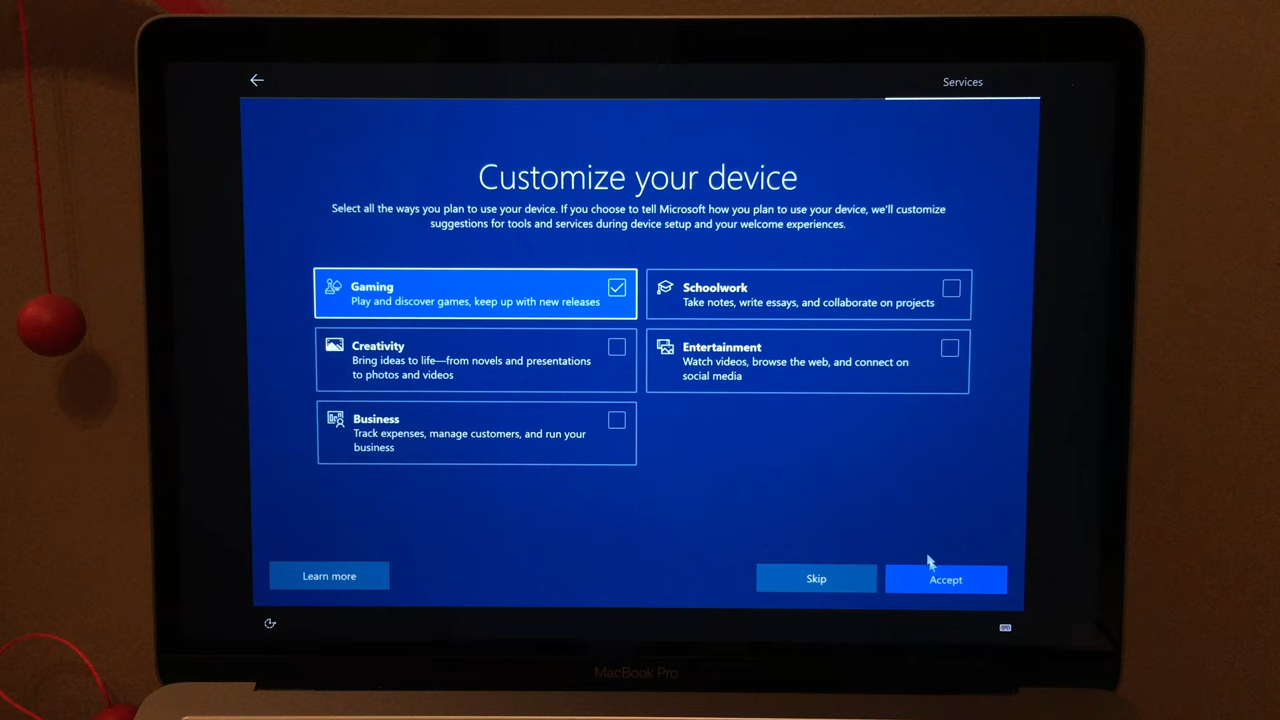 Services
Customize your device
Select all the ways you plan to use your device. If you choose to tell Microsoft how you plan to use your device, we'll customize
suggestions for tools and services during device setup and your welcome experiences.
Gaming
Play and discover games, keep up with new releases
Schoolwork
Take notes, write essays, and collaborate on projects
Creativity
Bring ideas to life—from novels and presentations
to photos and videos
Entertainment
Watch videos, browse the web, and connect on
social media
Business
Track expenses, manage customers, and run your
business
Learn more
Skip
Accept
MacBook Pro